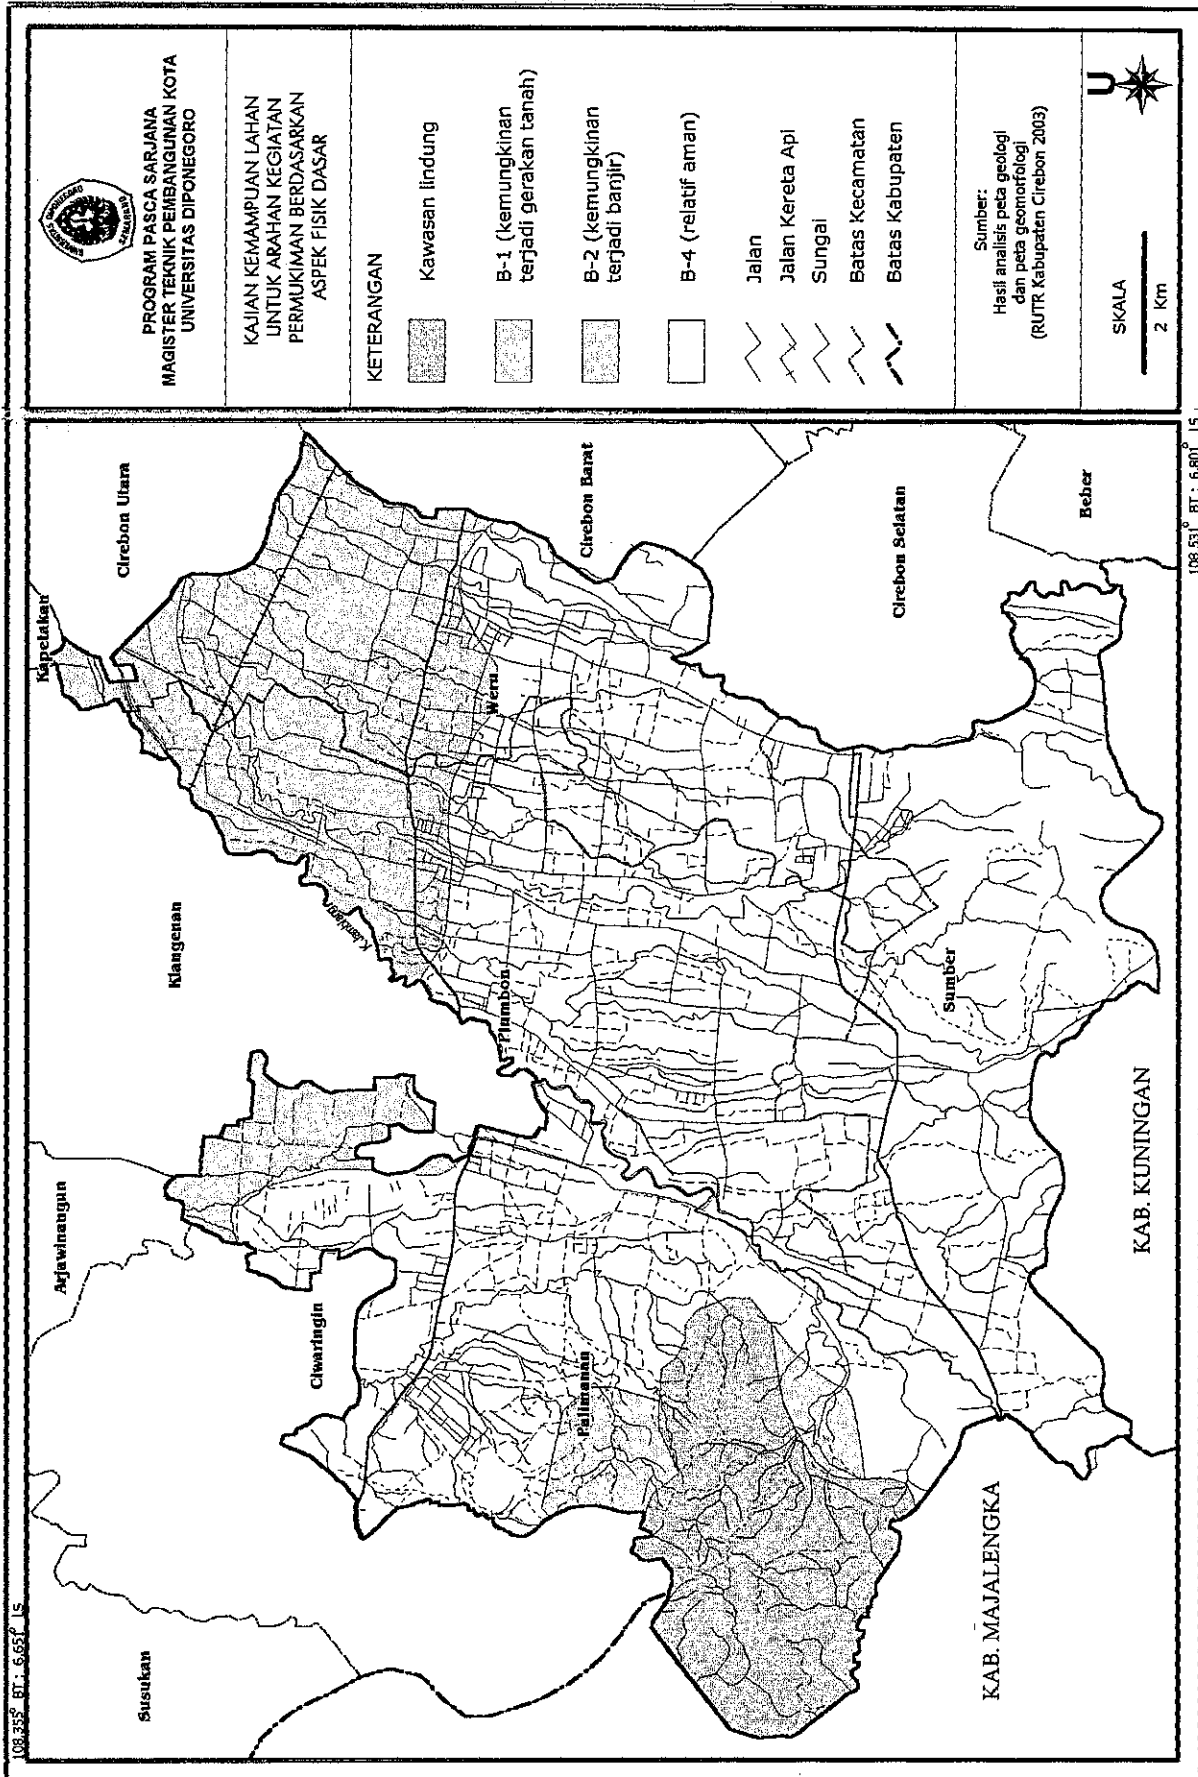 PROGRAM PASCA SARJANA
MAGISTER TEKNIK PEMBANGUNAN KOTA
UNIVERSITAS DIPONEGORO
KAJIAN KEMAMPUAN LAHAN
UNTUK ARAHAN KEGIATAN
PERMUKIMAN BERDASARKAN
ASPEK FISIK DASAR
KETERANGAN
Kawasan lindung
B-1 (kemungkinan
terjadi gerakan tanah)
B-2 (kemungkinan
terjadi banjir)
B-4 (relatif aman)
Jalan
Jalan Kereta Api
Sungai
Batas Kecamatan
Batas Kabupaten
Sumber:
Hasil analisis peta geologi
dan peta geomorfologi
(RUTR Kabupaten Cirebon 2003)
SKALA
2 Km
U
108.355° BT ; 6.651° LS
Susukan
Arjawinangun
Ciwaringin
Klangenan
Kapetakan
Cirebon Utara
Cirebon Barat
Cirebon Selatan
Beber
Weru
Plumbon
Palimanan
Sumber
KAB. MAJALENGKA
KAB. KUNINGAN
108.531° BT ; 6.801° LS